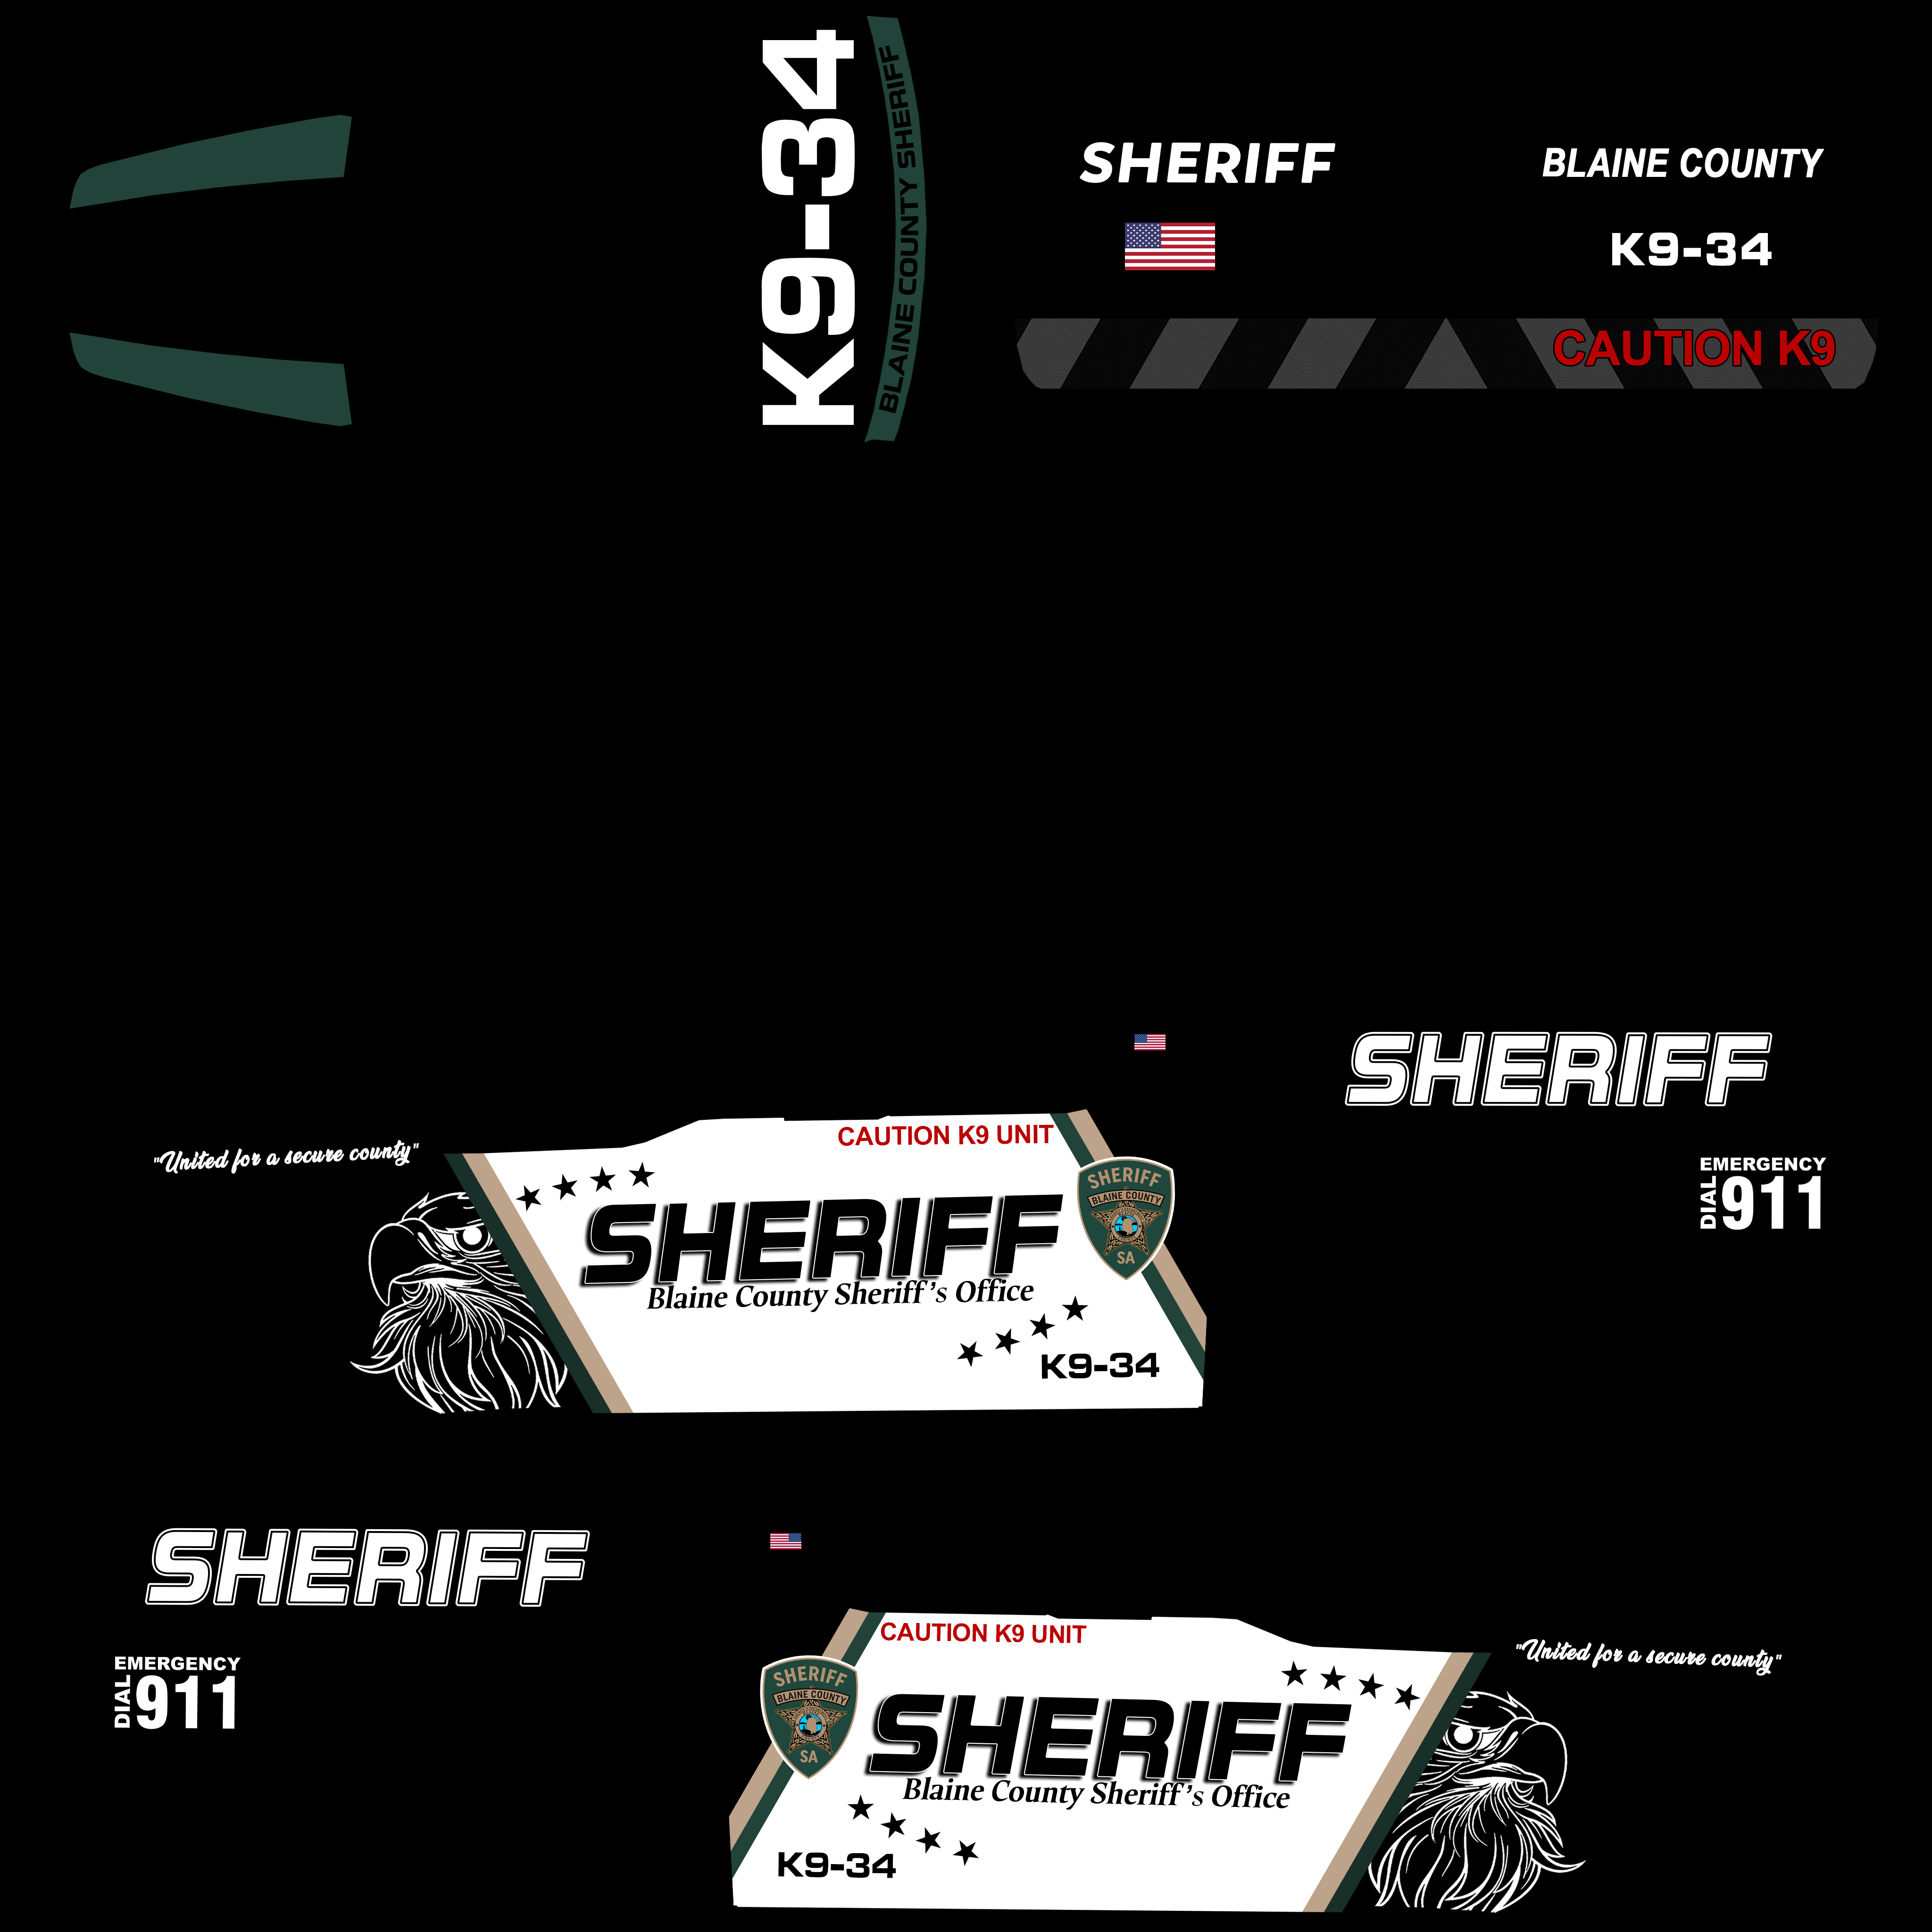 K9-34
BLAINE COUNTY SHERIFF
SHERIFF
BLAINE COUNTY
K9-34
CAUTION K9
SHERIFF
"United for a secure county"
CAUTION K9 UNIT
SHERIFF
BLAINE COUNTY
SA
SHERIFF
Blaine County Sheriff's Office
K9-34
EMERGENCY
DIAL 911
SHERIFF
EMERGENCY
DIAL 911
CAUTION K9 UNIT
SHERIFF
BLAINE COUNTY
SA
SHERIFF
Blaine County Sheriff's Office
K9-34
"United for a secure county"